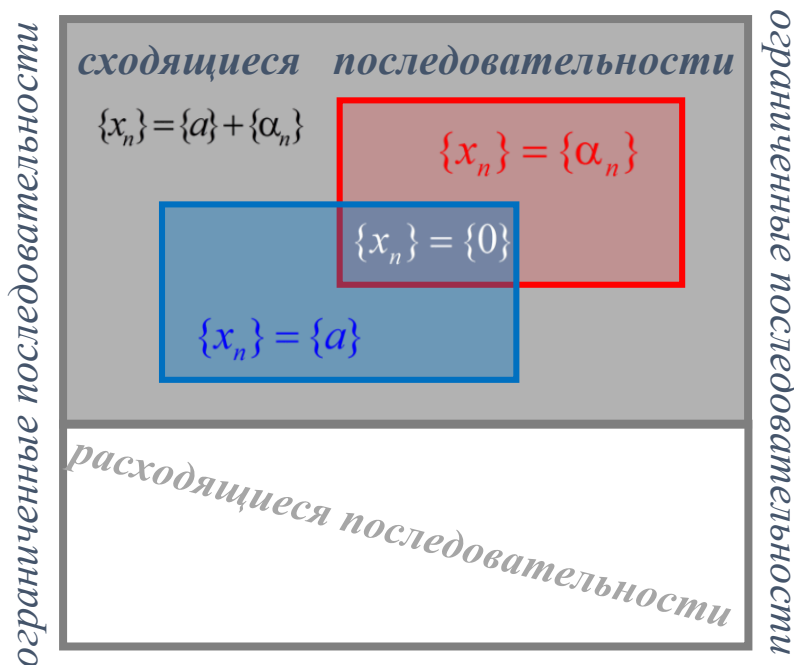 сходящиеся последовательности
{xₙ}={a}+{αₙ}
{xₙ} = {αₙ}
{xₙ} = {0}
{xₙ} = {a}
расходящиеся последовательности
ограниченные последовательности
ограниченные последовательности